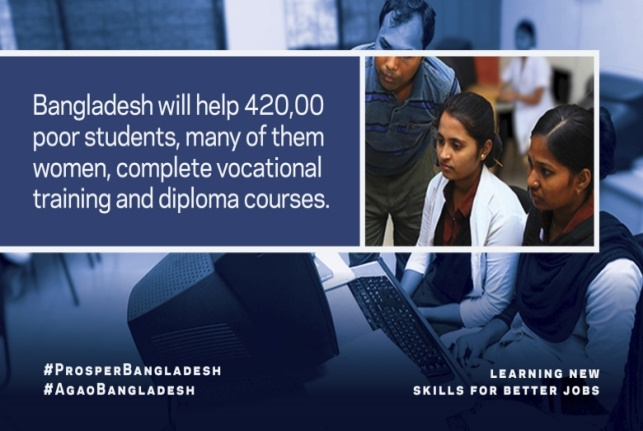 Bangladesh will help 420,00
poor students, many of them
women, complete vocational
training and diploma courses.
#ProsperBangladesh
#AgaoBangladesh
LEARNING NEW
SKILLS FOR BETTER JOBS